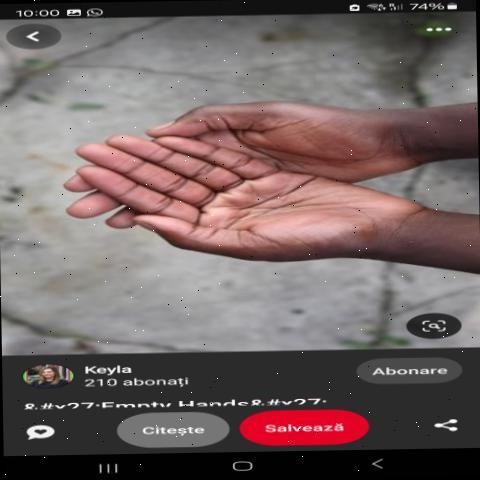 10:00 74%
Keyla
210 abonați
Abonare
&#x27;Empty Hands&#x27;
Citește
Salvează